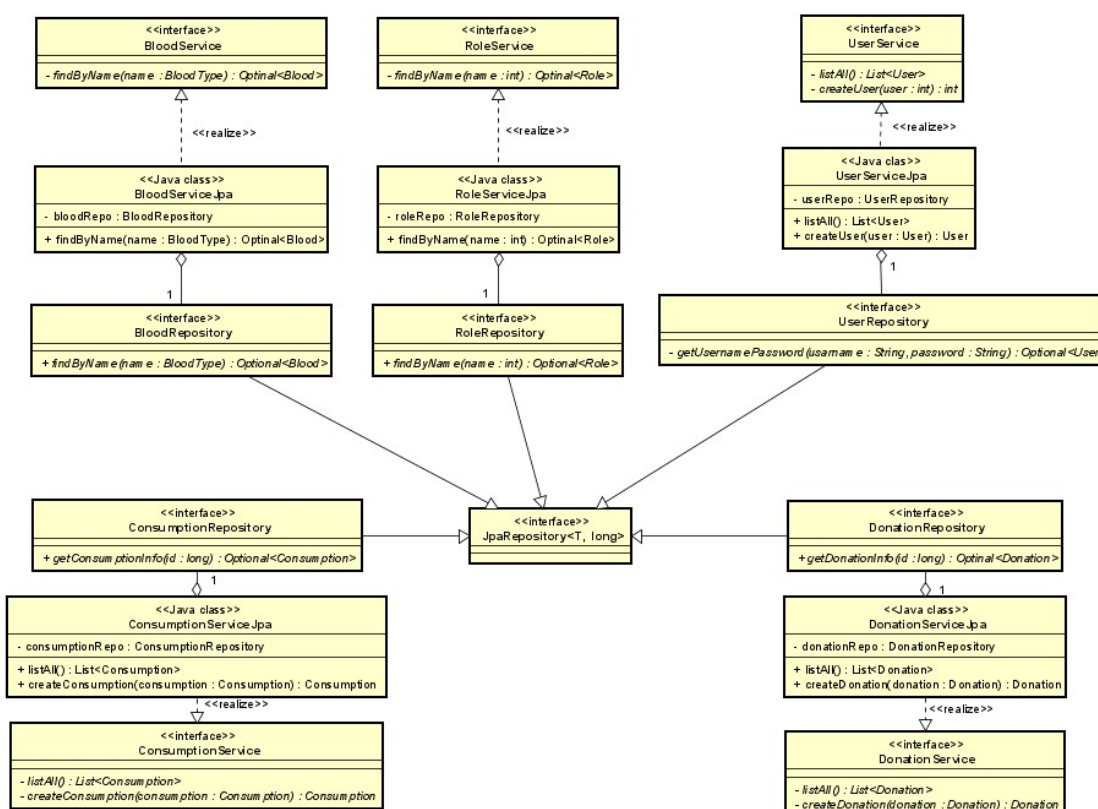 <<interface>>
BloodService
- findByName(name : BloodType) : Optinal<Blood>
<<interface>>
RoleService
- findByName(name : int) : Optinal<Role>
<<interface>>
UserService
- listAll() : List<User>
- createUser(user : int) : int
<<realize>>
<<realize>>
<<realize>>
<<Java class>>
BloodServiceJpa
- bloodRepo : BloodRepository
+ findByName(name : BloodType) : Optinal<Blood>
<<Java class>>
RoleServiceJpa
- roleRepo : RoleRepository
+ findByName(name : int) : Optinal<Role>
<<Java clas>>
UserServiceJpa
- userRepo : UserRepository
+ listAll() : List<User>
+ createUser(user : User) : User
1
1
1
<<interface>>
BloodRepository
+ findByName(name : BloodType) : Optional<Blood>
<<interface>>
RoleRepository
+ findByName(name : int) : Optional<Role>
<<interface>>
UserRepository
- getUsernamePassword(usarname : String, password : String) : Optional<User
<<interface>>
ConsumptionRepository
+ getConsumptionInfo(id : long) : Optional<Consumption>
<<interface>>
JpaRepository<T, long>
<<interface>>
DonationRepository
+ getDonationInfo(id : long) : Optinal<Donation>
1
1
<<Java class>>
ConsumptionServiceJpa
- consumptionRepo : ConsumptionRepository
+ listAll() : List<Consumption>
+ createConsumption(consumption : Consumption) : Consumption
<<Java class>>
DonationServiceJpa
- donationRepo : DonationRepository
+ listAll() : List<Donation>
+ createDonation(donation : Donation) : Donation
<<realize>>
<<realize>>
<<interface>>
ConsumptionService
- listAll() : List<Consumption>
- createConsumption(consumption : Consumption) : Consumption
<<interface>>
DonationService
- listAll() : List<Donation>
- createDonation(donation : Donation) : Donation